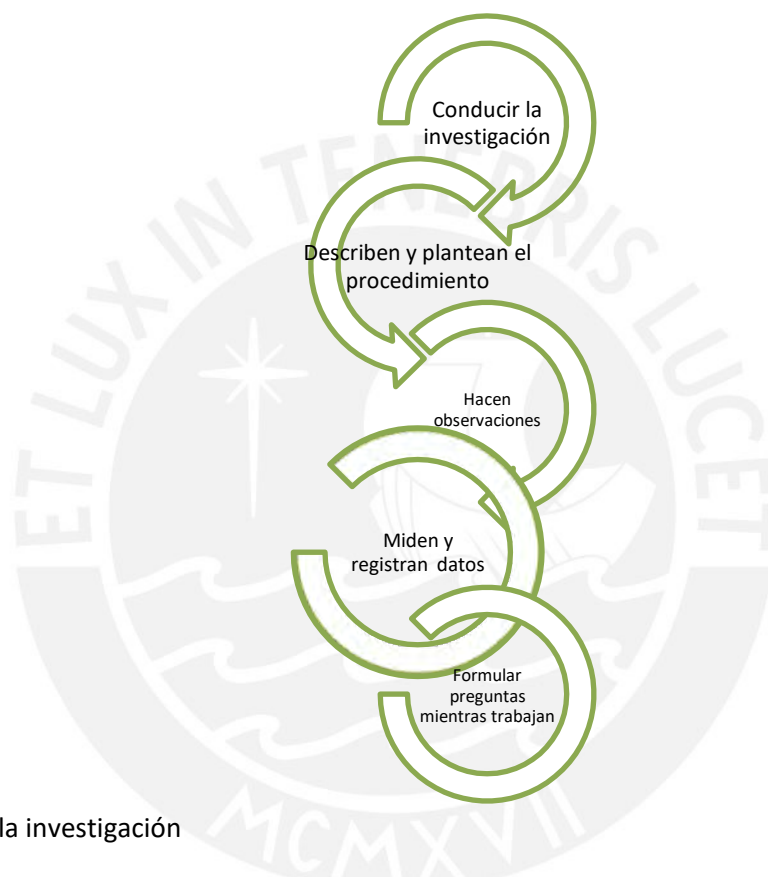 Conducir la
investigación
Describen y plantean el
procedimiento
Hacen
observaciones
Miden y
registran datos
Formular
preguntas
mientras trabajan
la investigación
ET LUX IN TENEBRIS LUCET
MCMXVII